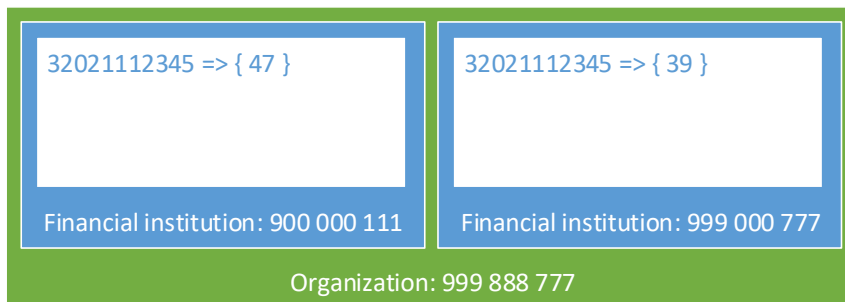 32021112345 => { 47 }
32021112345 => { 39 }
Financial institution: 900 000 111
Financial institution: 999 000 777
Organization: 999 888 777